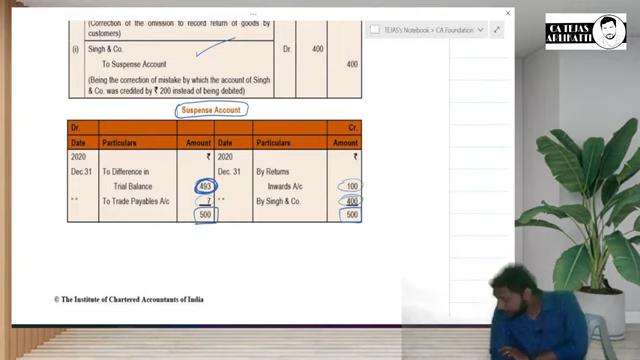 (Correction of the omission to record return of goods by
customers)
(i) Singh & Co. Dr. 400
To Suspense Account 400
(Being the correction of mistake by which the account of Singh
& Co. was credited by ₹ 200 instead of being debited)
Suspense Account
Dr. Cr.
Date Particulars Amount Date Particulars Amount
2020 ₹ 2020 ₹
Dec.31 To Difference in Dec. 31 By Returns
Trial Balance 493 Inwards A/c 100
" " To Trade Payables A/c 7 " " By Singh & Co. 400
500 500
© The Institute of Chartered Accountants of India
TEJAS's Notebook > CA Foundation
CA TEJAS